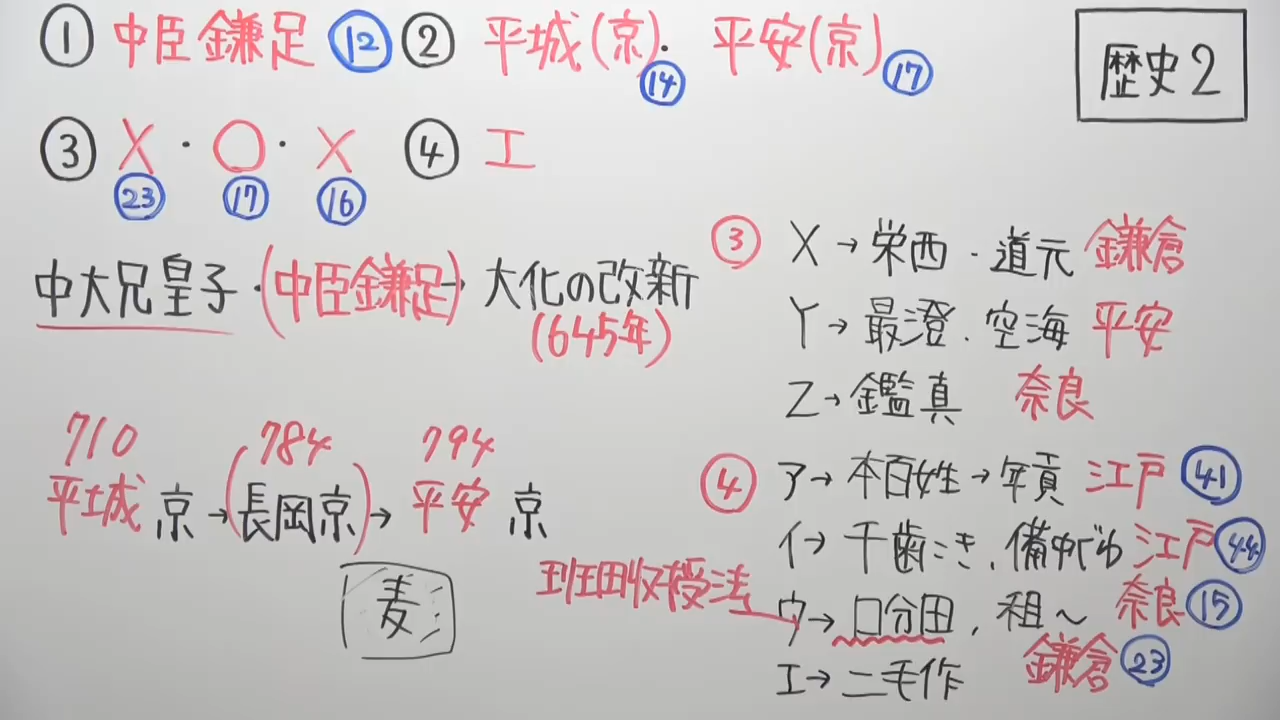 ① 中臣鎌足 ⑫ ② 平城(京)⑭・平安(京)⑰
歴史2
③ X㉓・〇⑰・X⑯ ④ エ
中大兄皇子・(中臣鎌足)→大化の改新
(645年)
710 784 794
平城京→(長岡京)→平安京
麦
③ X→栄西・道元 鎌倉
Y→最澄・空海 平安
Z→鑑真 奈良
④ ア→本百姓→年貢 江戸 ㊶
イ→千歯こき、備中ぐわ 江戸 ㊹
班田収授法
ウ→口分田、租〜 奈良 ⑮
エ→二毛作 鎌倉 ㉓